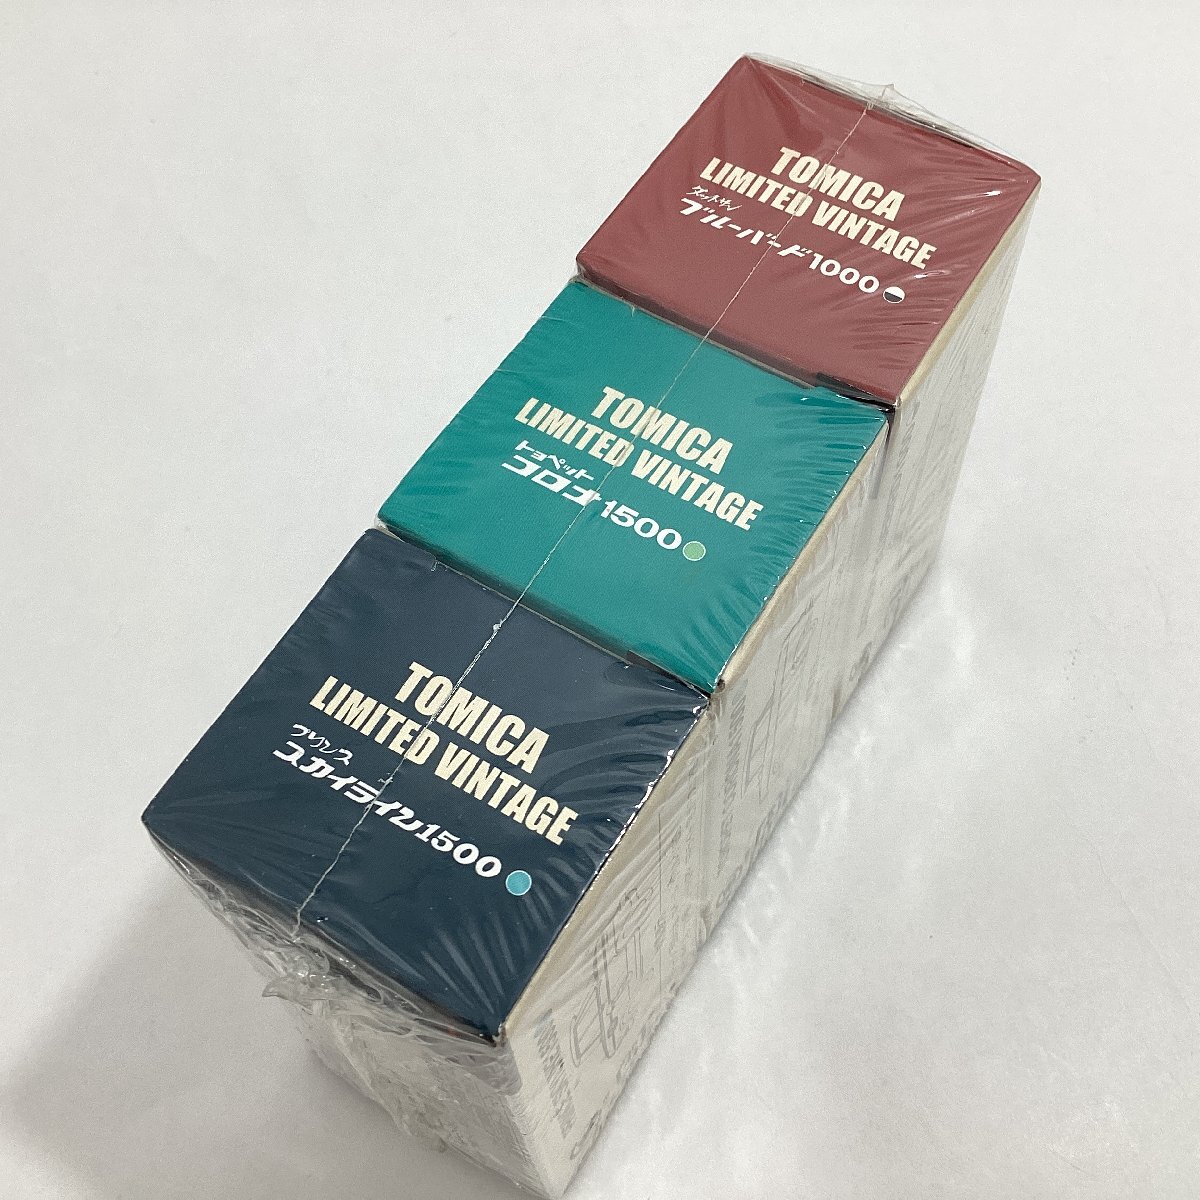 TOMICA
LIMITED VINTAGE
ダットサン
ブルーバード1000
TOMICA
LIMITED VINTAGE
トヨペット
コロナ1500
TOMICA
LIMITED VINTAGE
プリンス
スカイライン1500